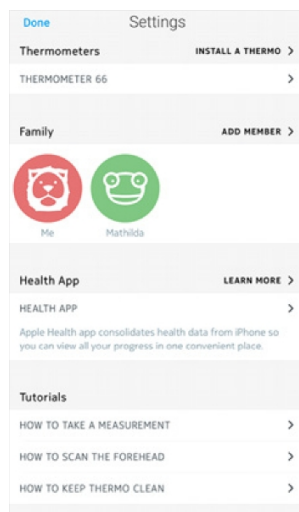 Done Settings
Thermometers INSTALL A THERMO >
THERMOMETER 66 >
Family ADD MEMBER >
Me Mathilda
Health App LEARN MORE >
HEALTH APP >
Apple Health app consolidates health data from iPhone so
you can view all your progress in one convenient place.
Tutorials
HOW TO TAKE A MEASUREMENT >
HOW TO SCAN THE FOREHEAD >
HOW TO KEEP THERMO CLEAN >